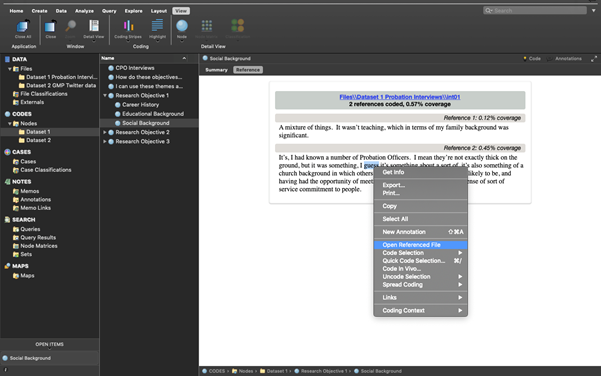 Home Create Data Analyze Query Explore Layout View
Search
Close All Close Detail View Coding Stripes Highlight Node
Application Window Coding Detail View
DATA
Files
Dataset 1 Probation Intervi...
Dataset 2 GMP Twitter data
File Classifications
Externals
CODES
Nodes
Dataset 1
Dataset 2
CASES
Cases
Case Classifications
NOTES
Memos
Annotations
Memo Links
SEARCH
Queries
Query Results
Node Matrices
Sets
MAPS
Maps
OPEN ITEMS
Social Background
Name
CPO Interviews
How do these objectives...
I can use these themes a...
Research Objective 1
Career History
Educational Background
Social Background
Research Objective 2
Research Objective 3
Social Background
Code Annotations
Summary Reference
Files\\Dataset 1 Probation Interviews\\int01
2 references coded, 0.57% coverage
Reference 1: 0.12% coverage
A mixture of things. It wasn't teaching, which in terms of my family background was
significant.
Reference 2: 0.45% coverage
It's, I had known a number of Probation Officers. I mean they're not exactly thick on the
ground, but it was something, I guess it's something about a sort of, it's also something of a
church background in which others likely to be, and
having had the opportunity of meet nse of sort of
service commitment to people.
Get Info
Export...
Print...
Copy
Select All
New Annotation ⇧⌘A
Open Referenced File
Code Selection
Quick Code Selection... ⌘/
Code In Vivo...
Uncode Selection
Spread Coding
Links
Coding Context
CODES › Nodes › Dataset 1 › Research Objective 1 › Social Background